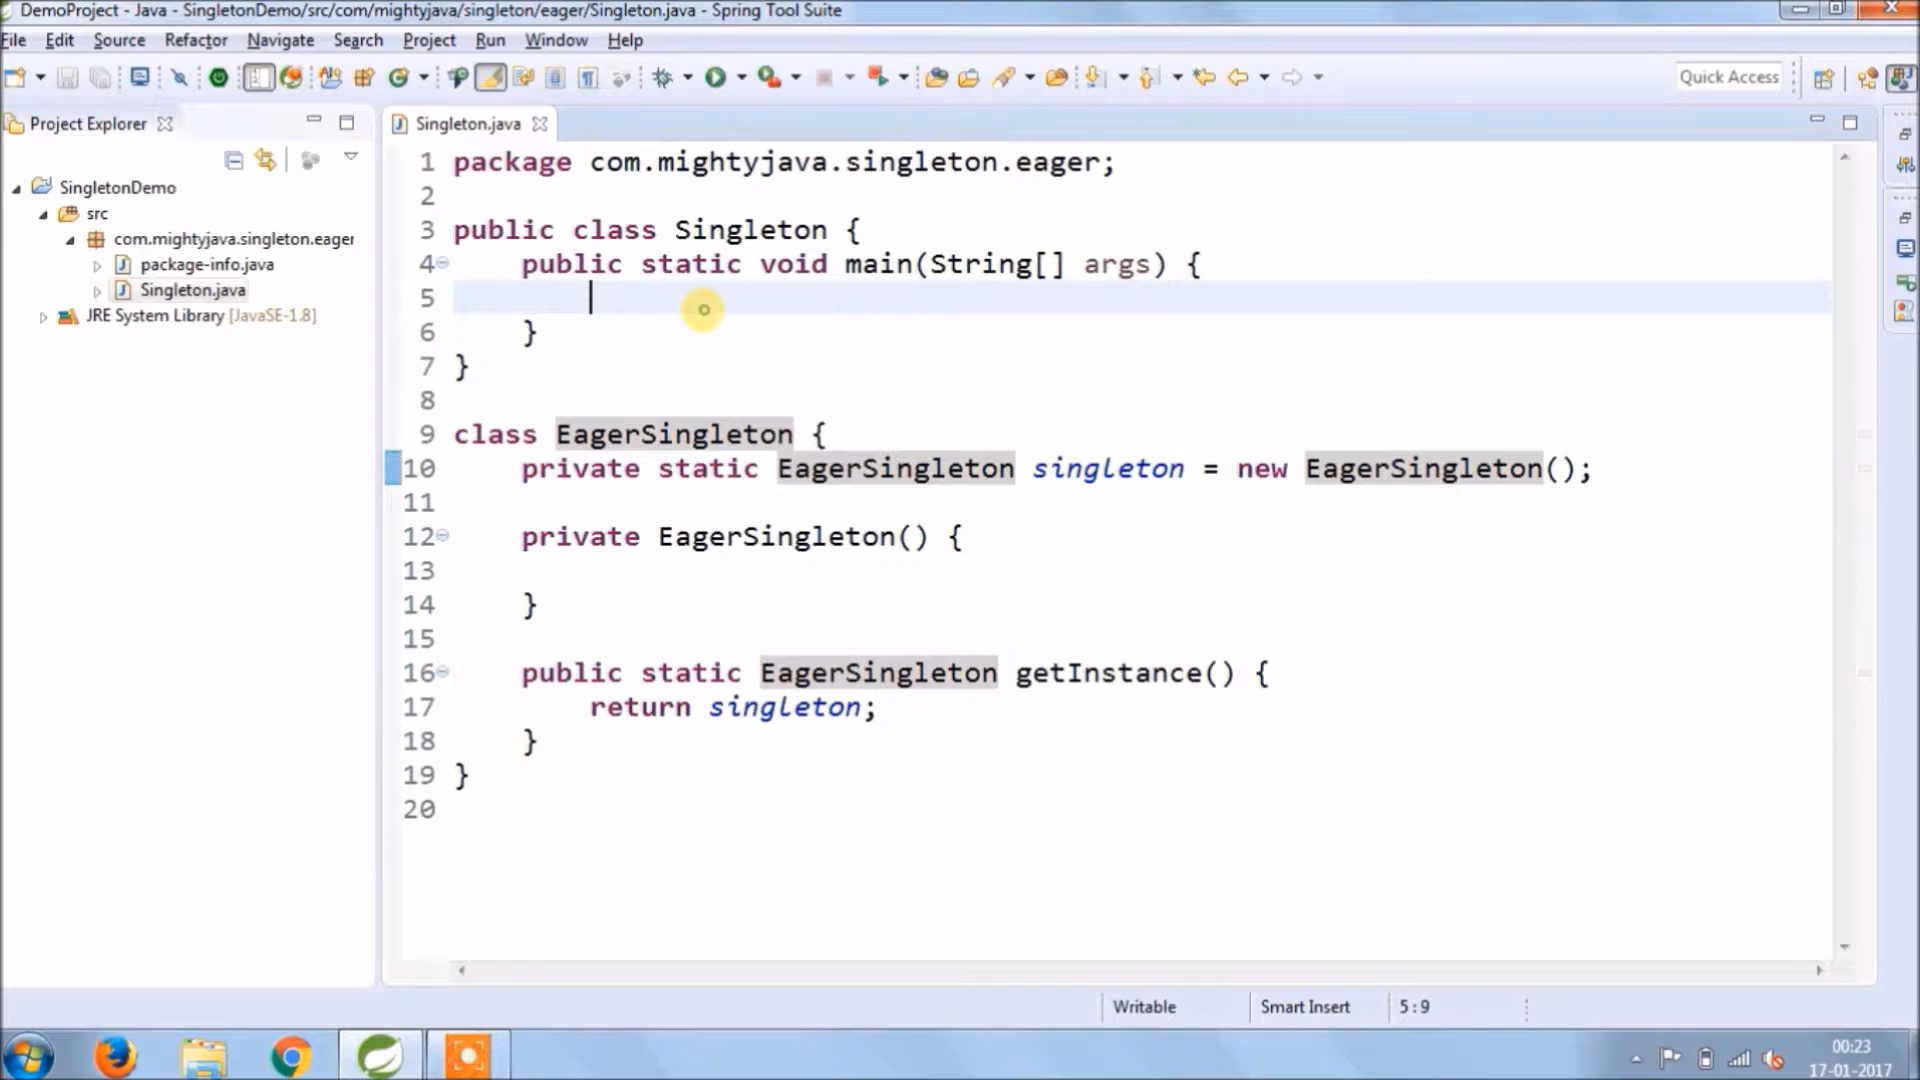 DemoProject - Java - SingletonDemo/src/com/mightyjava/singleton/eager/Singleton.java - Spring Tool Suite
File Edit Source Refactor Navigate Search Project Run Window Help
Quick Access
Project Explorer
SingletonDemo
src
com.mightyjava.singleton.eager
package-info.java
Singleton.java
JRE System Library [JavaSE-1.8]
Singleton.java
1 package com.mightyjava.singleton.eager;
2
3 public class Singleton {
4 public static void main(String[] args) {
5
6 }
7 }
8
9 class EagerSingleton {
10 private static EagerSingleton singleton = new EagerSingleton();
11
12 private EagerSingleton() {
13
14 }
15
16 public static EagerSingleton getInstance() {
17 return singleton;
18 }
19 }
20
Writable Smart Insert 5 : 9
00:23
17-01-2017